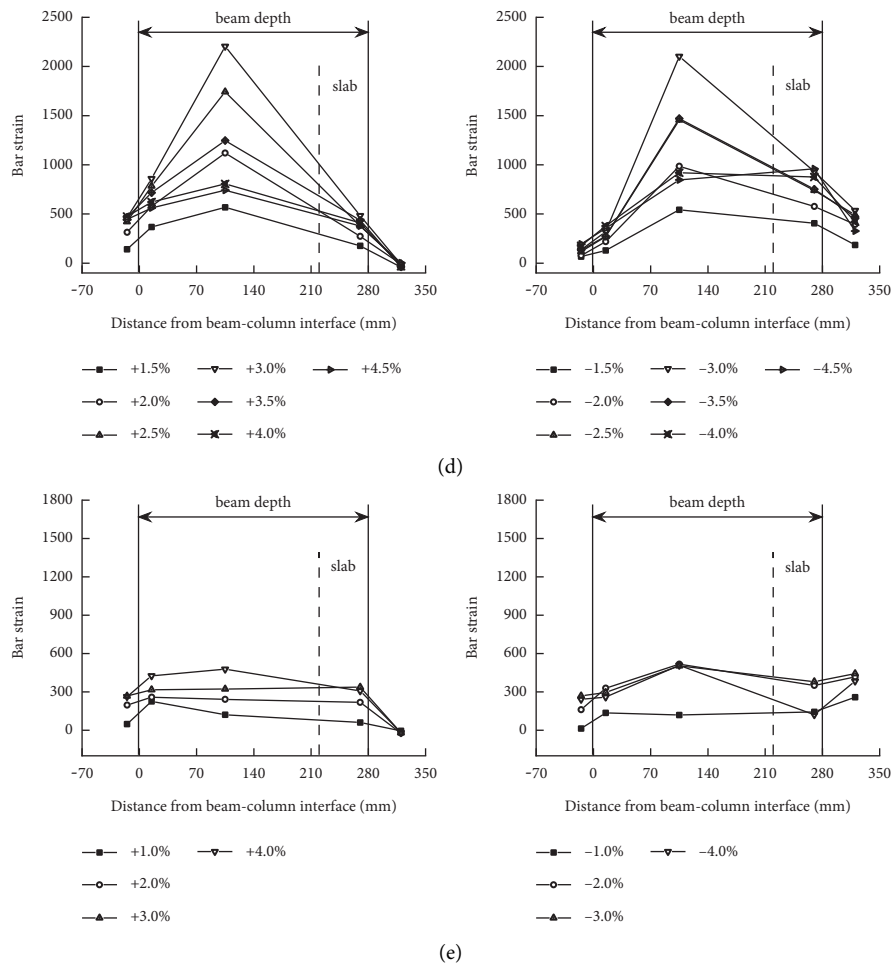 beam depth
slab
2500
2000
1500
1000
500
0
Bar strain
-70 0 70 140 210 280 350
Distance from beam-column interface (mm)
+1.5% +3.0% +4.5%
+2.0% +3.5%
+2.5% +4.0%
beam depth
slab
2500
2000
1500
1000
500
0
Bar strain
-70 0 70 140 210 280 350
Distance from beam-column interface (mm)
–1.5% –3.0% –4.5%
–2.0% –3.5%
–2.5% –4.0%
(d)
beam depth
slab
1800
1500
1200
900
600
300
0
Bar strain
-70 0 70 140 210 280 350
Distance from beam-column interface (mm)
+1.0% +4.0%
+2.0%
+3.0%
beam depth
slab
1800
1500
1200
900
600
300
0
Bar strain
-70 0 70 140 210 280 350
Distance from beam-column interface (mm)
–1.0% –4.0%
–2.0%
–3.0%
(e)